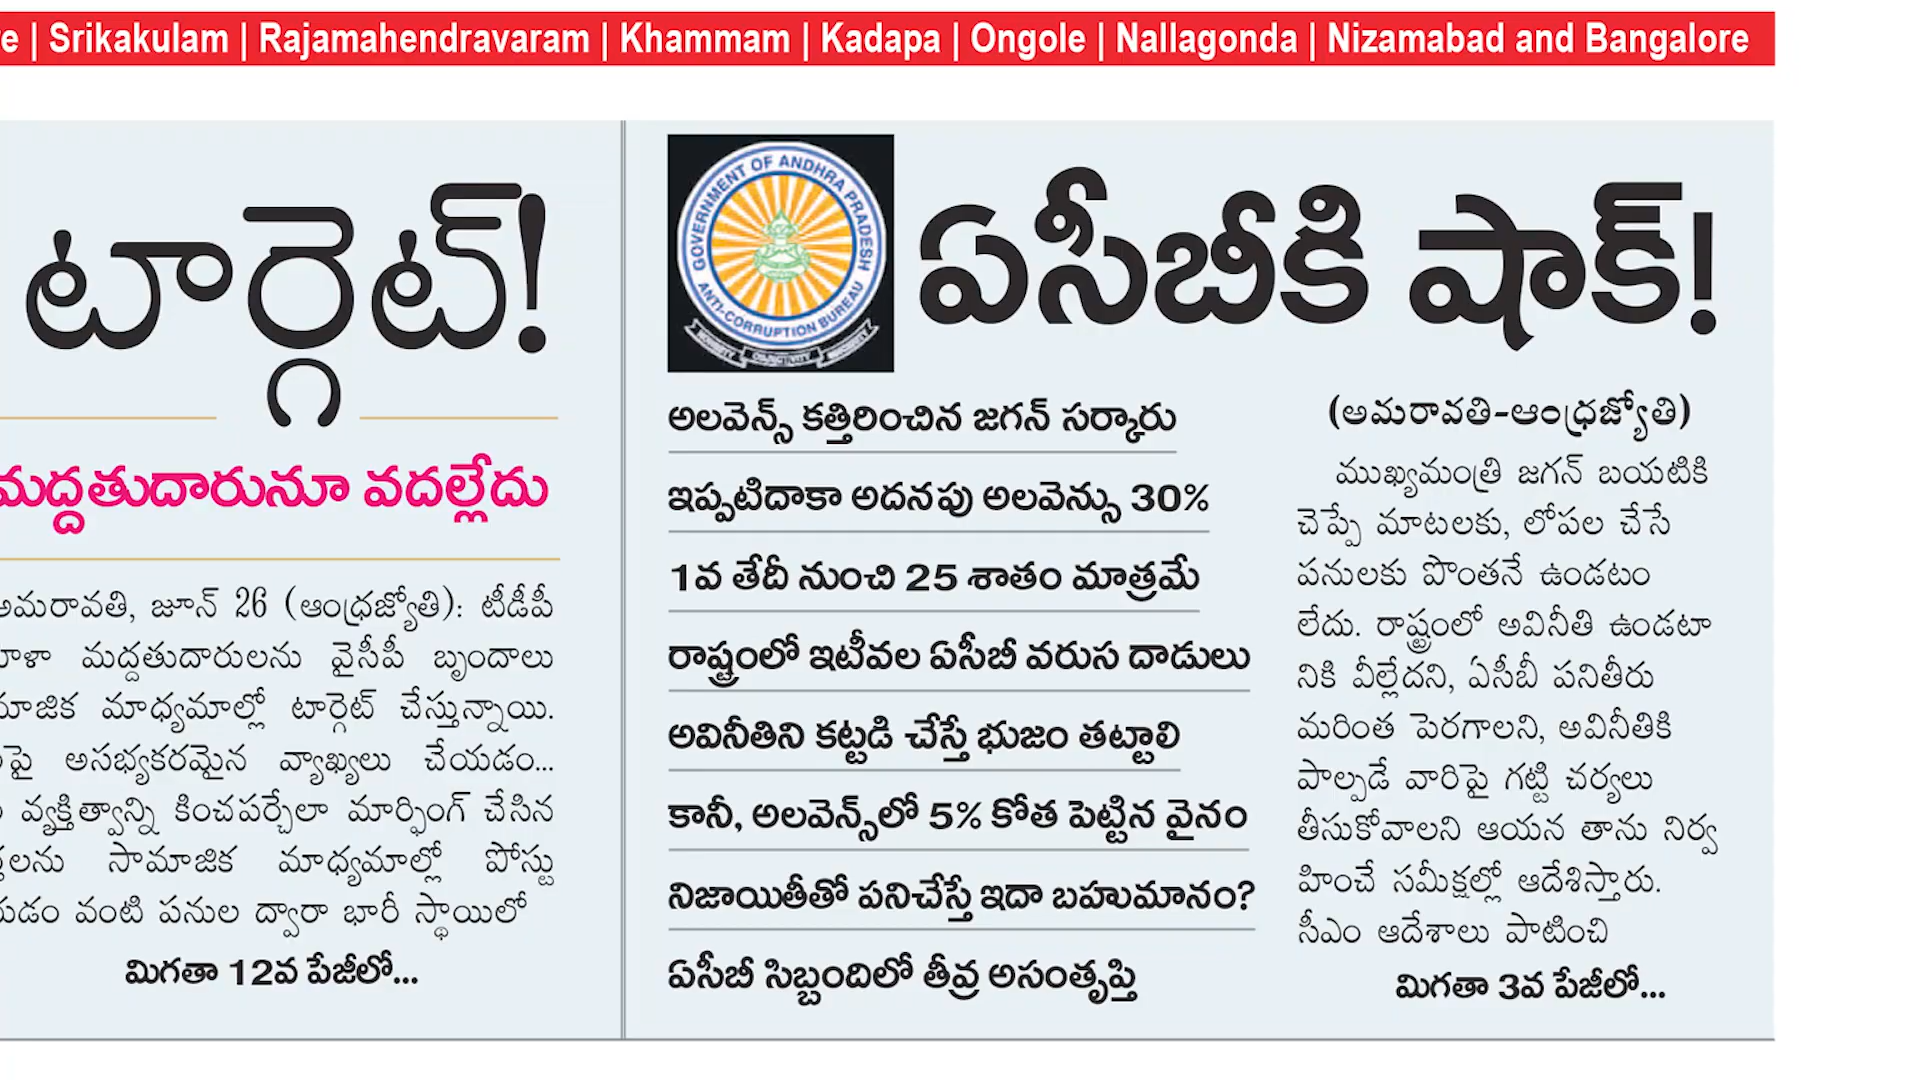 e | Srikakulam | Rajamahendravaram | Khammam | Kadapa | Ongole | Nallagonda | Nizamabad and Bangalore
టార్గెట్!
మద్దతుదారునూ వదల్లేదు
అమరావతి, జూన్ 26 (ఆంధ్రజ్యోతి): టీడీపీ
మద్దతుదారులను వైసీపీ బృందాలు
మాధ్యమాల్లో టార్గెట్ చేస్తున్నాయి.
అసభ్యకరమైన వ్యాఖ్యలు చేయడం...
వ్యక్తిత్వాన్ని కించపర్చేలా మార్ఫింగ్ చేసిన
సామాజిక మాధ్యమాల్లో పోస్టు
వంటి పనుల ద్వారా భారీ స్థాయిలో
మిగతా 12వ పేజీలో...
GOVERNMENT OF ANDHRA PRADESH
ANTI-CORRUPTION BUREAU
ఏసీబీకి షాక్!
అలవెన్స్ కత్తిరించిన జగన్ సర్కారు
ఇప్పటిదాకా అదనపు అలవెన్సు 30%
1వ తేదీ నుంచి 25 శాతం మాత్రమే
రాష్ట్రంలో ఇటీవల ఏసీబీ వరుస దాడులు
అవినీతిని కట్టడి చేస్తే భుజం తట్టాలి
కానీ, అలవెన్స్‌లో 5% కోత పెట్టిన వైనం
నిజాయితీతో పనిచేస్తే ఇదా బహుమానం?
ఏసీబీ సిబ్బందిలో తీవ్ర అసంతృప్తి
(అమరావతి-ఆంధ్రజ్యోతి)
ముఖ్యమంత్రి జగన్ బయటికి
చెప్పే మాటలకు, లోపల చేసే
పనులకు పొంతనే ఉండటం
లేదు. రాష్ట్రంలో అవినీతి ఉండటా
నికి వీల్లేదని, ఏసీబీ పనితీరు
మరింత పెరగాలని, అవినీతికి
పాల్పడే వారిపై గట్టి చర్యలు
తీసుకోవాలని ఆయన తాను నిర్వ
హించే సమీక్షల్లో ఆదేశిస్తారు.
సీఎం ఆదేశాలు పాటించి
మిగతా 3వ పేజీలో...